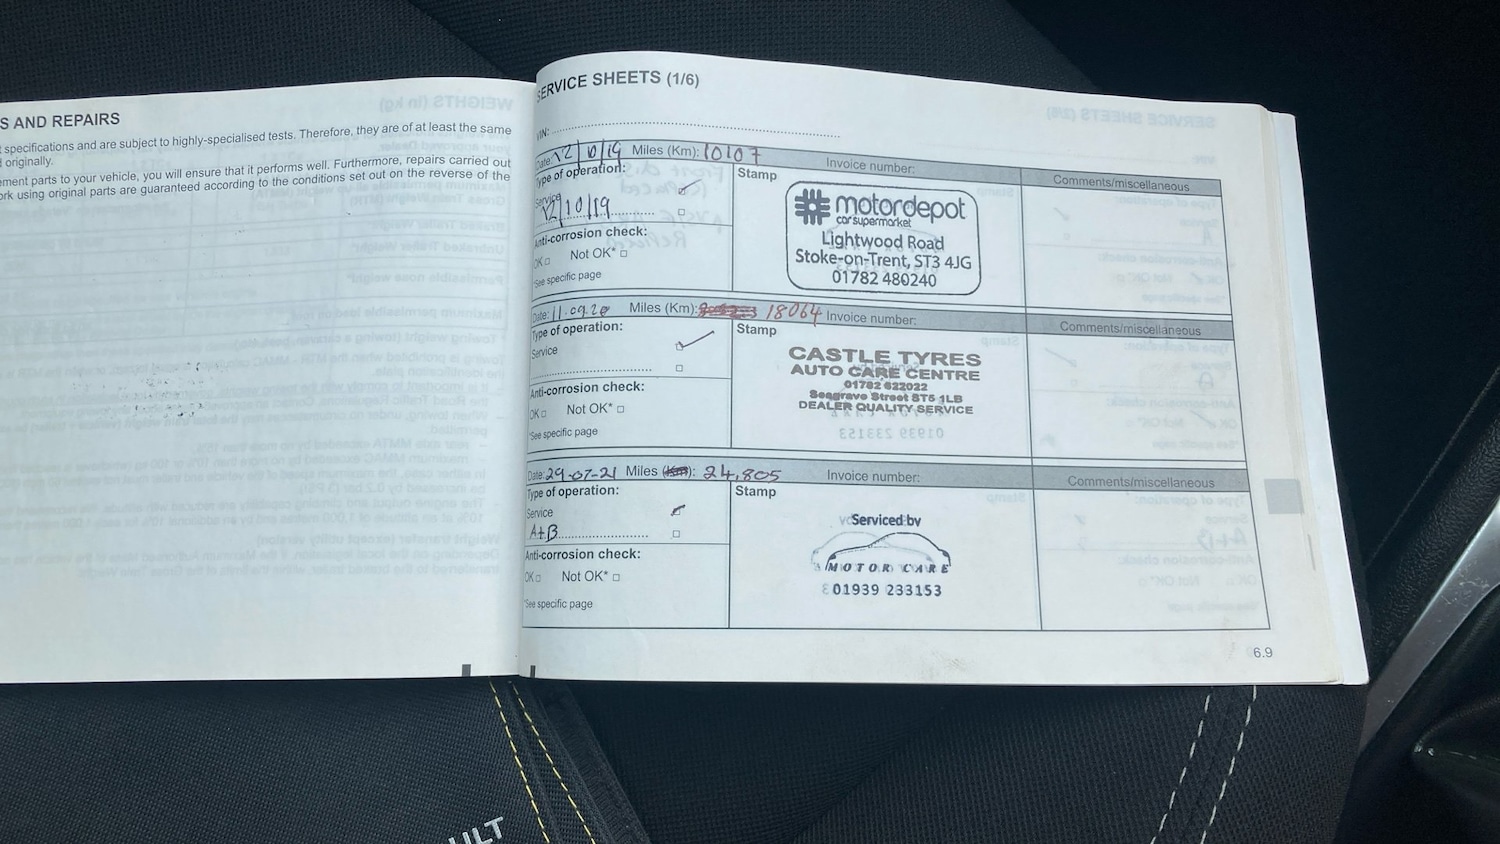 S AND REPAIRS
t specifications and are subject to highly-specialised tests. Therefore, they are of at least the same
d originally.
ement parts to your vehicle, you will ensure that it performs well. Furthermore, repairs carried out
ork using original parts are guaranteed according to the conditions set out on the reverse of the
SERVICE SHEETS (1/6)
VIN:
Date: 12/10/19 Miles (Km): 10107 Invoice number: Comments/miscellaneous
Type of operation: Stamp
Service
12/10/19
Anti-corrosion check:
OK Not OK*
*See specific page
motordepot
car supermarket
Lightwood Road
Stoke-on-Trent, ST3 4JG
01782 480240
Date: 11.09.20 Miles (Km): 18064 Invoice number: Comments/miscellaneous
Type of operation: Stamp
Service
Anti-corrosion check:
OK Not OK*
*See specific page
CASTLE TYRES
AUTO CARE CENTRE
01782 622022
Seagrave Street ST5 1LB
DEALER QUALITY SERVICE
Date: 29-07-21 Miles (Km): 24,805 Invoice number: Comments/miscellaneous
Type of operation: Stamp
Service
A+B
Anti-corrosion check:
OK Not OK*
*See specific page
Serviced by
MOTOR CARE
01939 233153
6.9
ULT